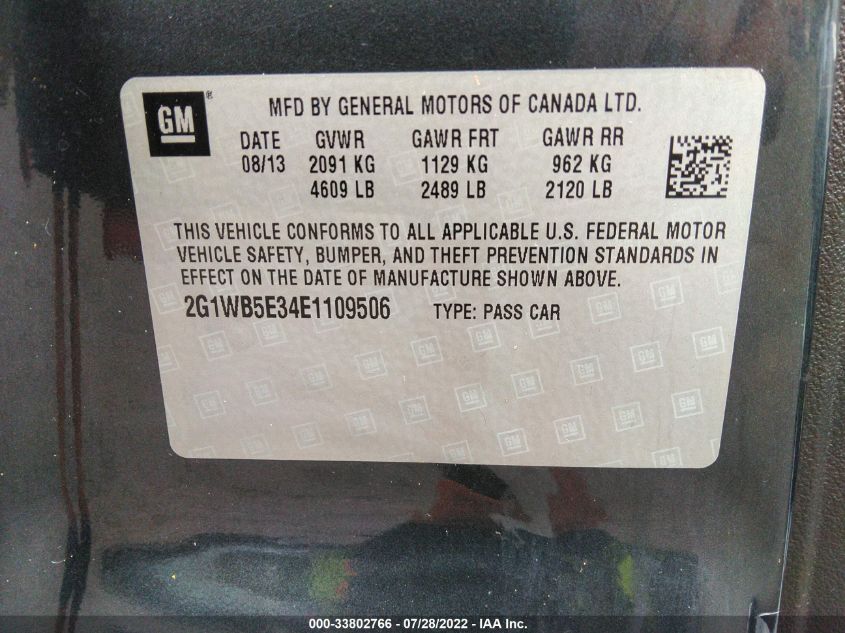 GM ®
MFD BY GENERAL MOTORS OF CANADA LTD.
DATE GVWR GAWR FRT GAWR RR
08/13 2091 KG 1129 KG 962 KG
4609 LB 2489 LB 2120 LB
THIS VEHICLE CONFORMS TO ALL APPLICABLE U.S. FEDERAL MOTOR
VEHICLE SAFETY, BUMPER, AND THEFT PREVENTION STANDARDS IN
EFFECT ON THE DATE OF MANUFACTURE SHOWN ABOVE.
2G1WB5E34E1109506 TYPE: PASS CAR
000-33802766 - 07/28/2022 - IAA Inc.